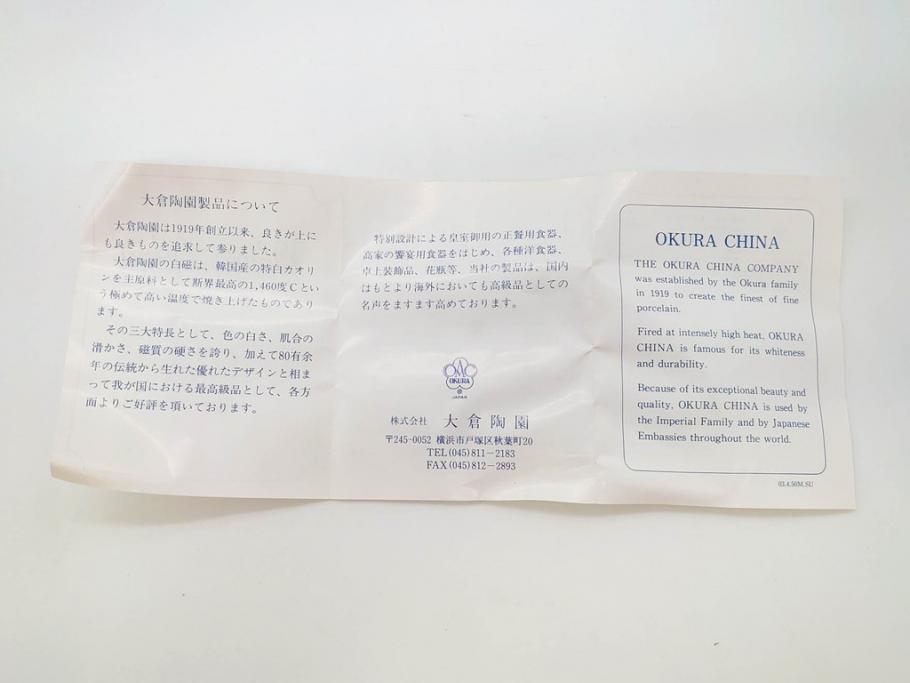 大倉陶園製品について
大倉陶園は1919年創立以来、良きが上に
も良きものを追求して参りました。
大倉陶園の白磁は、韓国産の特白カオリ
ンを主原料として斯界最高の1,460度Cとい
う極めて高い温度で焼き上げたものであり
ます。
その三大特長として、色の白さ、肌合の
滑かさ、磁質の硬さを誇り、加えて80有余
年の伝統から生れた優れたデザインと相ま
って我が国における最高級品として、各方
面よりご好評を頂いております。
特別設計による皇室御用の正餐用食器、
高家の饗宴用食器をはじめ、各種洋食器、
卓上装飾品、花瓶等、当社の製品は、国内
はもとより海外においても高級品としての
名声をますます高めております。
OAC
OKURA
JAPAN
株式会社 大倉陶園
〒245-0052 横浜市戸塚区秋葉町20
TEL(045)811-2183
FAX(045)812-2893
OKURA CHINA
THE OKURA CHINA COMPANY
was established by the Okura family
in 1919 to create the finest of fine
porcelain.
Fired at intensely high heat, OKURA
CHINA is famous for its whiteness
and durability.
Because of its exceptional beauty and
quality, OKURA CHINA is used by
the Imperial Family and by Japanese
Embassies throughout the world.
03.4.50M.SU